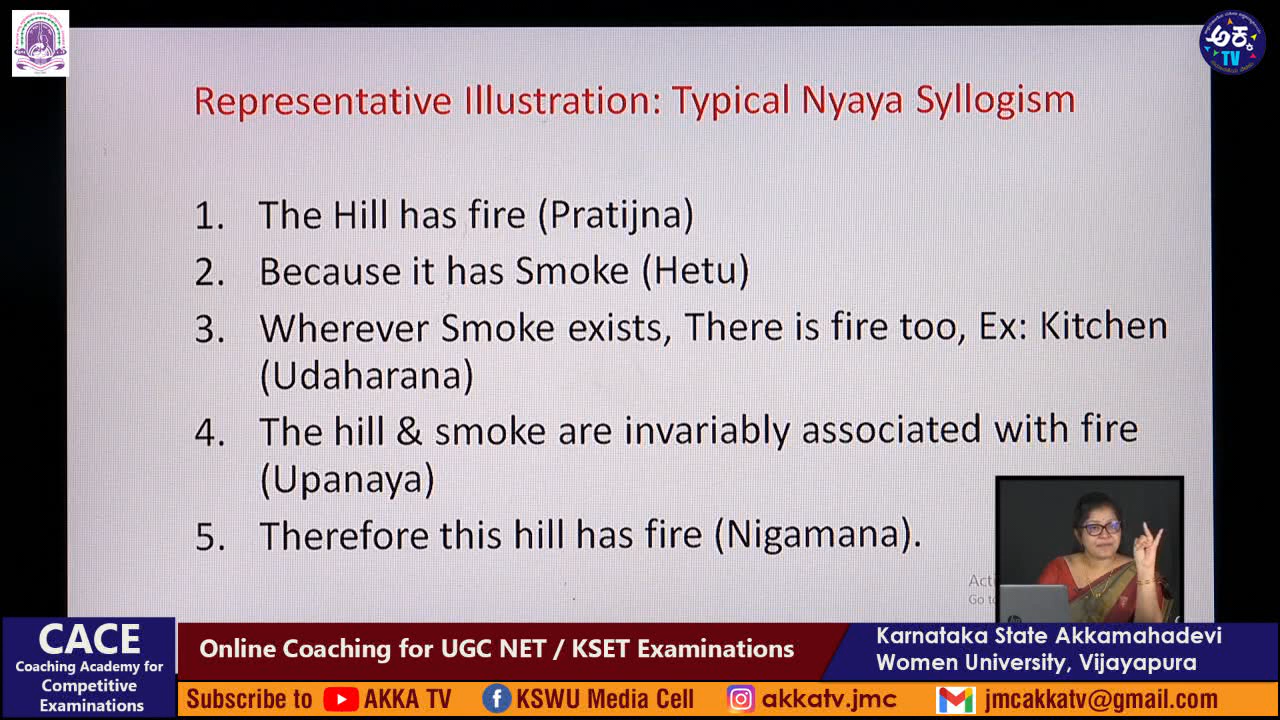 ಅಕ್ಕ
TV
Representative Illustration: Typical Nyaya Syllogism
1. The Hill has fire (Pratijna)
2. Because it has Smoke (Hetu)
3. Wherever Smoke exists, There is fire too, Ex: Kitchen
(Udaharana)
4. The hill & smoke are invariably associated with fire
(Upanaya)
5. Therefore this hill has fire (Nigamana).
Go to
CACE
Coaching Academy for
Competitive
Examinations
Online Coaching for UGC NET / KSET Examinations
Karnataka State Akkamahadevi
Women University, Vijayapura
Subscribe to AKKA TV KSWU Media Cell akkatv.jmc jmcakkatv@gmail.com